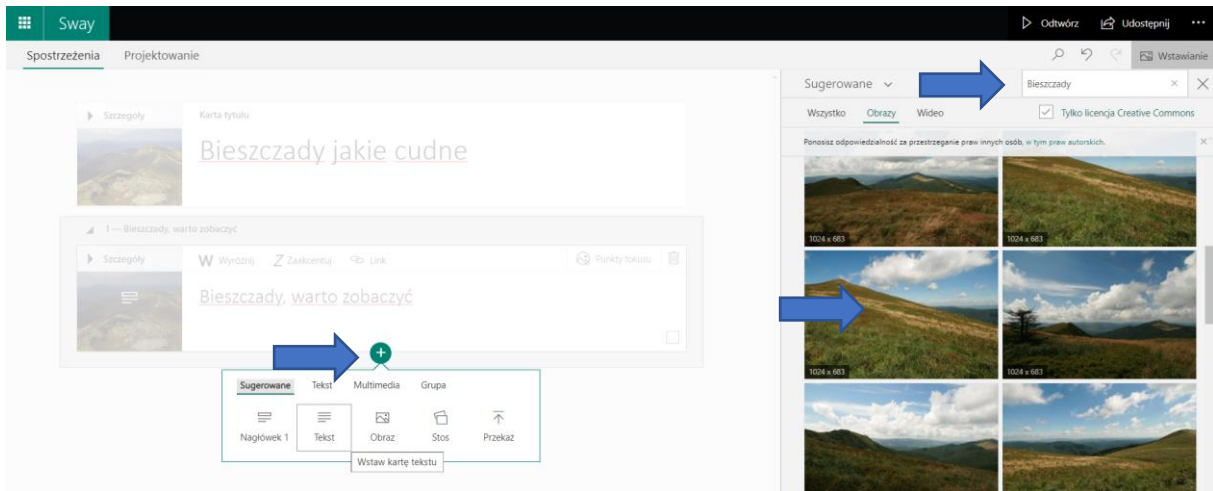 Sway
Odtwórz
Udostępnij
Spostrzeżenia Projektowanie
Wstawianie
Sugerowane
Bieszczady
Wszystko Obrazy Wideo
Tylko licencja Creative Commons
Ponosisz odpowiedzialność za przestrzeganie praw innych osób, w tym praw autorskich.
Szczegóły
Karta tytułu
Bieszczady jakie cudne
1 — Bieszczady, warto zobaczyć
Szczegóły
W Wyróżnij Z Zaakcentuj Link
Punkty fokusu
Bieszczady, warto zobaczyć
Sugerowane Tekst Multimedia Grupa
Nagłówek 1 Tekst Obraz Stos Przekaż
Wstaw kartę tekstu
1024 x 683
1024 x 683
1024 x 683
1024 x 683